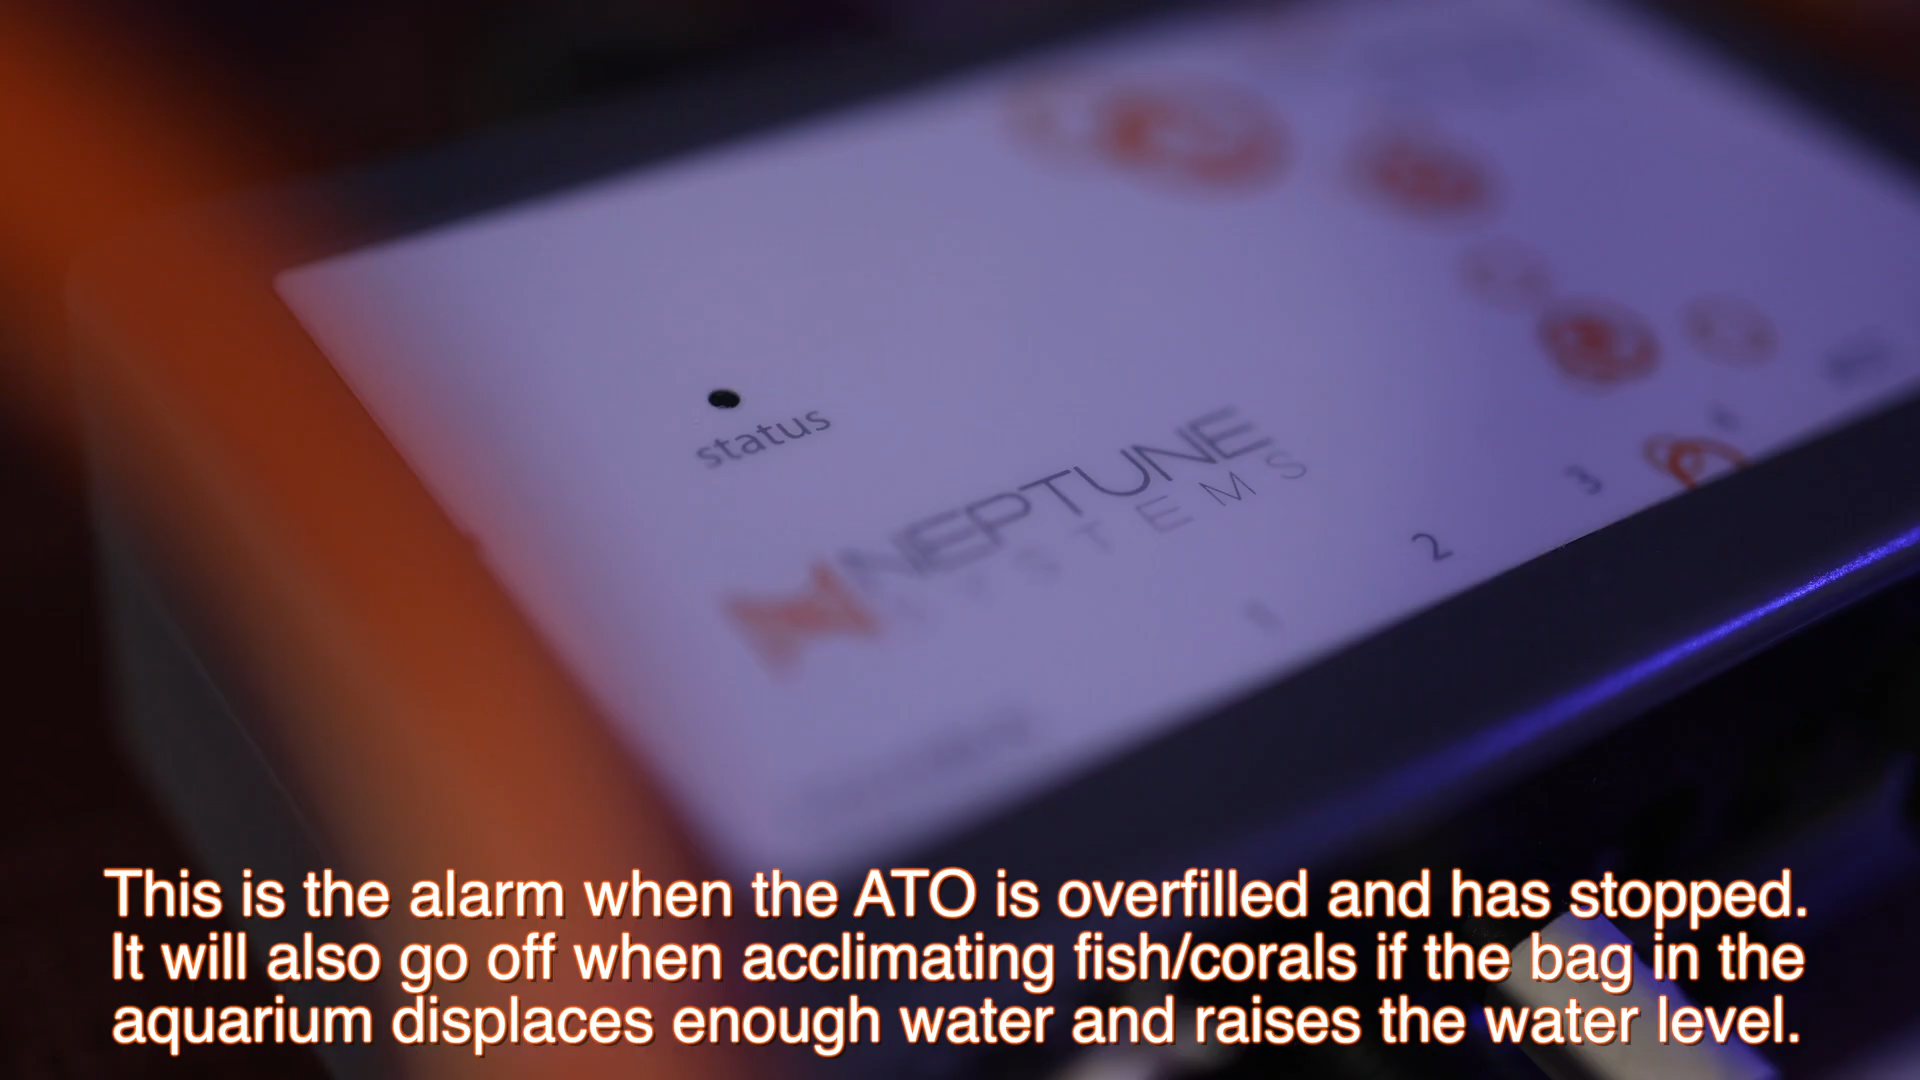 status
NEPTUNE
SYSTEMS
1
2
3
This is the alarm when the ATO is overfilled and has stopped.
It will also go off when acclimating fish/corals if the bag in the
aquarium displaces enough water and raises the water level.